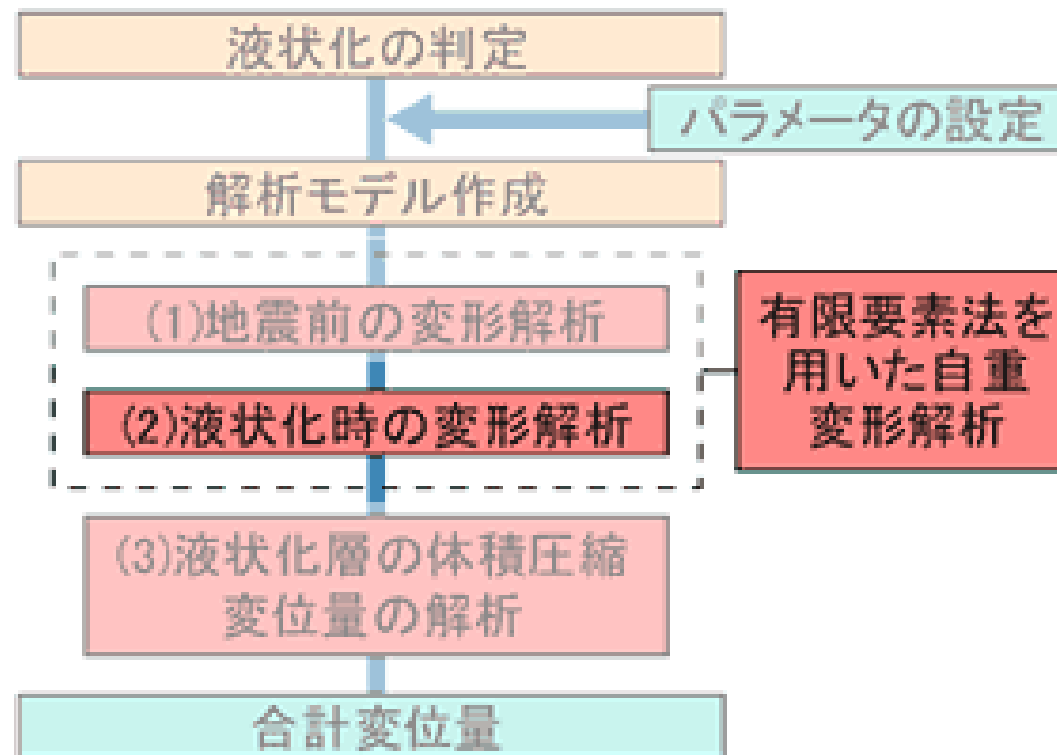 液状化の判定
パラメータの設定
解析モデル作成
(1)地震前の変形解析
有限要素法を
用いた自重
変形解析
(2)液状化時の変形解析
(3)液状化層の体積圧縮
変位量の解析
合計変位量